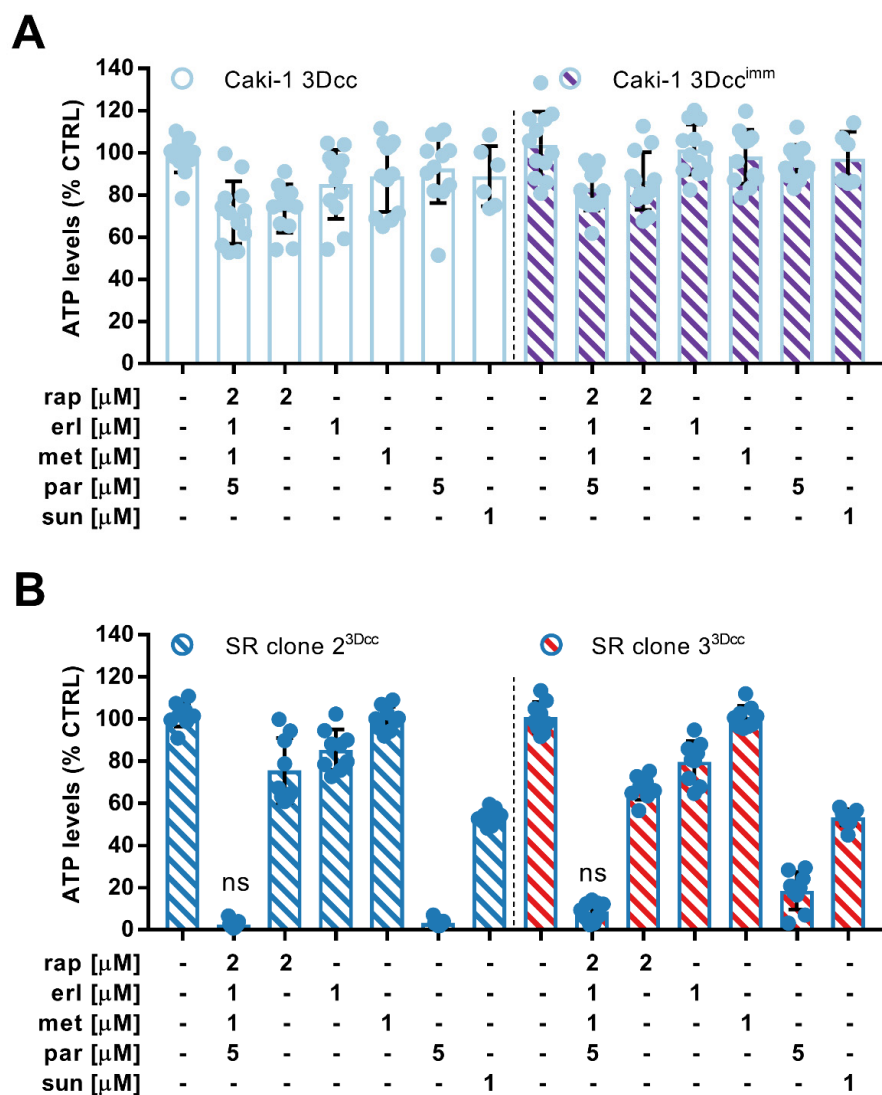 A
Caki-1 3Dcc
Caki-1 3Dccimm
ATP levels (% CTRL)
140
120
100
80
60
40
20
0
rap [µM] - 2 2 - - - - - 2 2 - - - -
erl [µM] - 1 - 1 - - - - 1 - 1 - - -
met [µM] - 1 - - 1 - - - 1 - - 1 - -
par [µM] - 5 - - - 5 - - 5 - - - 5 -
sun [µM] - - - - - - 1 - - - - - - 1
B
SR clone 23Dcc
SR clone 33Dcc
ATP levels (% CTRL)
140
120
100
80
60
40
20
0
ns
ns
rap [µM] - 2 2 - - - - - 2 2 - - - -
erl [µM] - 1 - 1 - - - - 1 - 1 - - -
met [µM] - 1 - - 1 - - - 1 - - 1 - -
par [µM] - 5 - - - 5 - - 5 - - - 5 -
sun [µM] - - - - - - 1 - - - - - - 1